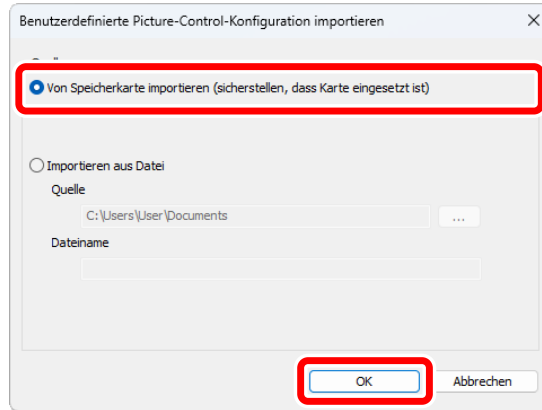 Benutzerdefinierte Picture-Control-Konfiguration importieren
Von Speicherkarte importieren (sicherstellen, dass Karte eingesetzt ist)
Importieren aus Datei
Quelle
C:\Users\User\Documents
...
Dateiname
OK
Abbrechen